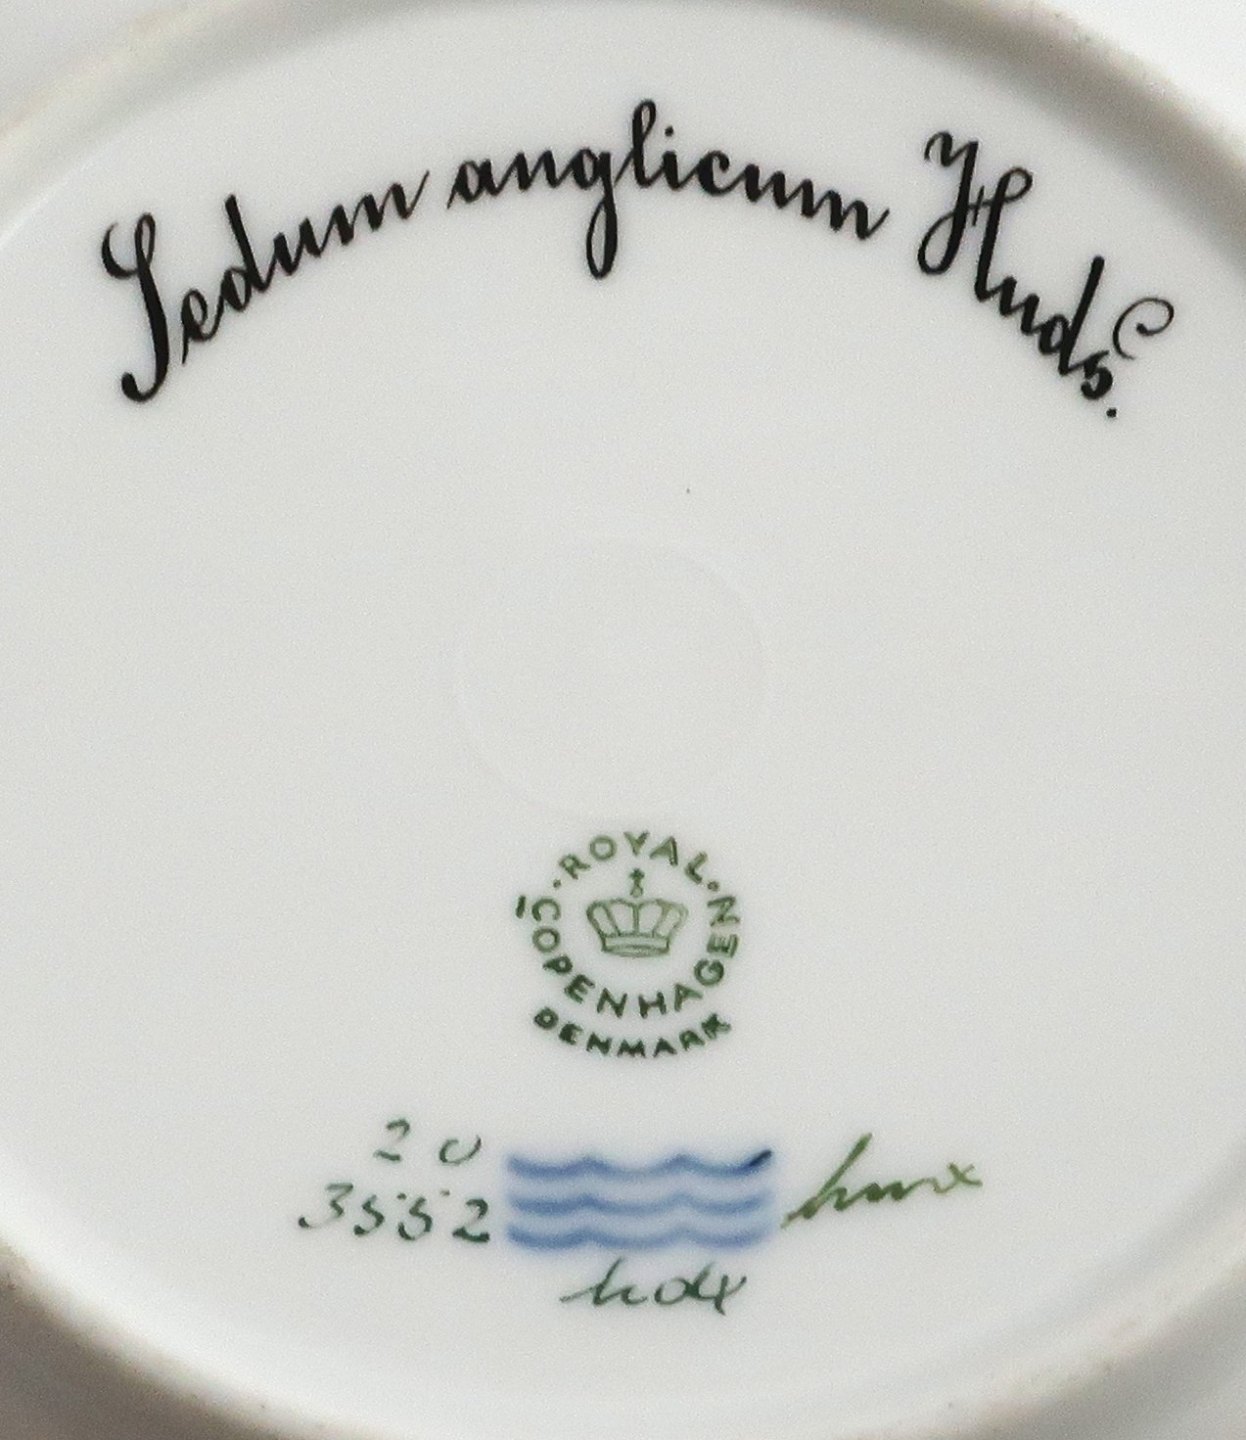 Sedum anglicum Huds.
ROYAL
COPENHAGEN
DENMARK
20
3552